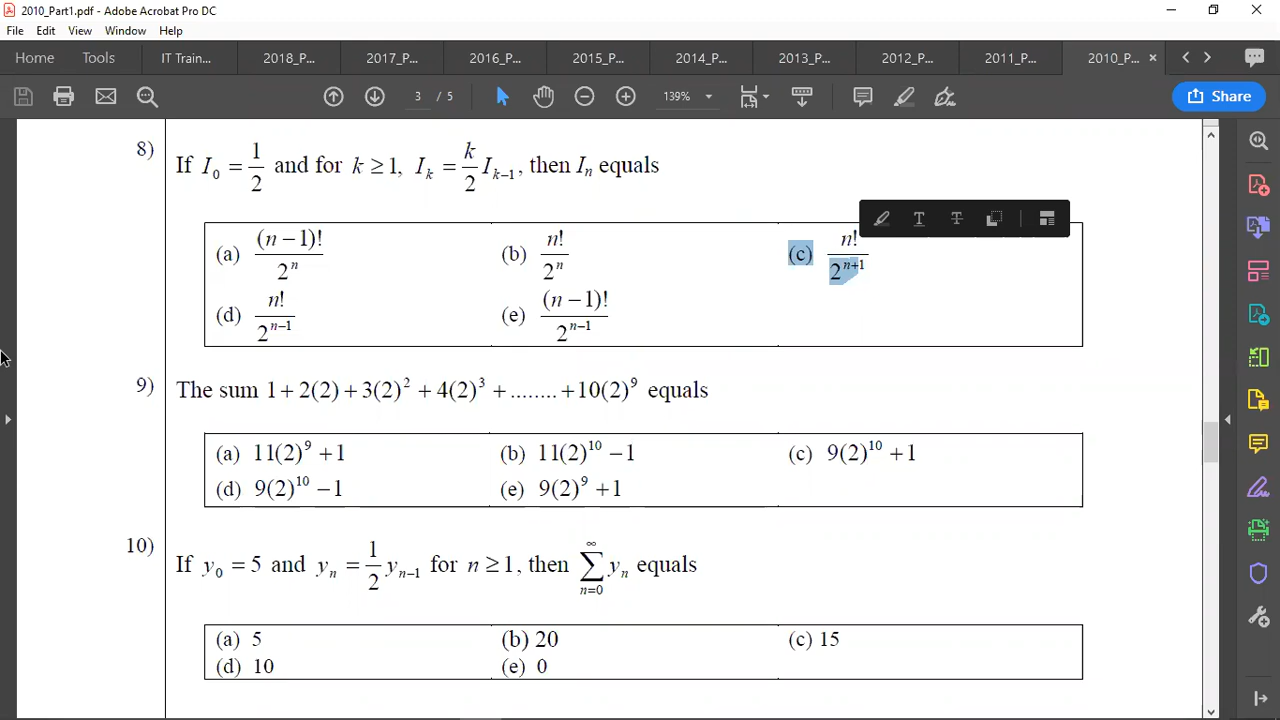 2010_Part1.pdf - Adobe Acrobat Pro DC
File Edit View Window Help
Home Tools IT Train... 2018_P... 2017_P... 2016_P... 2015_P... 2014_P... 2013_P... 2012_P... 2011_P... 2010_P... ×
3 / 5 139% Share
8) If I₀ = 1/2 and for k ≥ 1, Iₖ = k/2 Iₖ₋₁, then Iₙ equals
(a) (n−1)!/2ⁿ (b) n!/2ⁿ (c) n!/2ⁿ⁺¹
(d) n!/2ⁿ⁻¹ (e) (n−1)!/2ⁿ⁻¹
9) The sum 1 + 2(2) + 3(2)² + 4(2)³ + ........ + 10(2)⁹ equals
(a) 11(2)⁹ + 1 (b) 11(2)¹⁰ − 1 (c) 9(2)¹⁰ + 1
(d) 9(2)¹⁰ − 1 (e) 9(2)⁹ + 1
10) If y₀ = 5 and yₙ = 1/2 yₙ₋₁ for n ≥ 1, then ∑ₙ₌₀^∞ yₙ equals
(a) 5 (b) 20 (c) 15
(d) 10 (e) 0